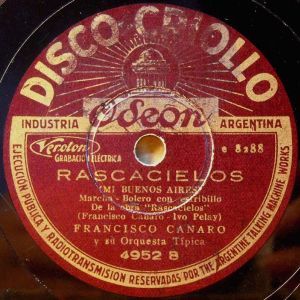 DISCO CRIOLLO
Odeon
INDUSTRIA ARGENTINA
Veroton
GRABACION ELÉCTRICA
e 8288
RASCACIELOS
(MI BUENOS AIRES)
Marcha - Bolero con estribillo
De la obra "Rascacielos"
(Francisco Canaro - Ivo Pelay)
FRANCISCO CANARO
y su Orquesta Típica
4952 B
EJECUCION PUBLICA Y RADIOTRANSMISION RESERVADAS POR THE ARGENTINE TALKING MACHINE WORKS